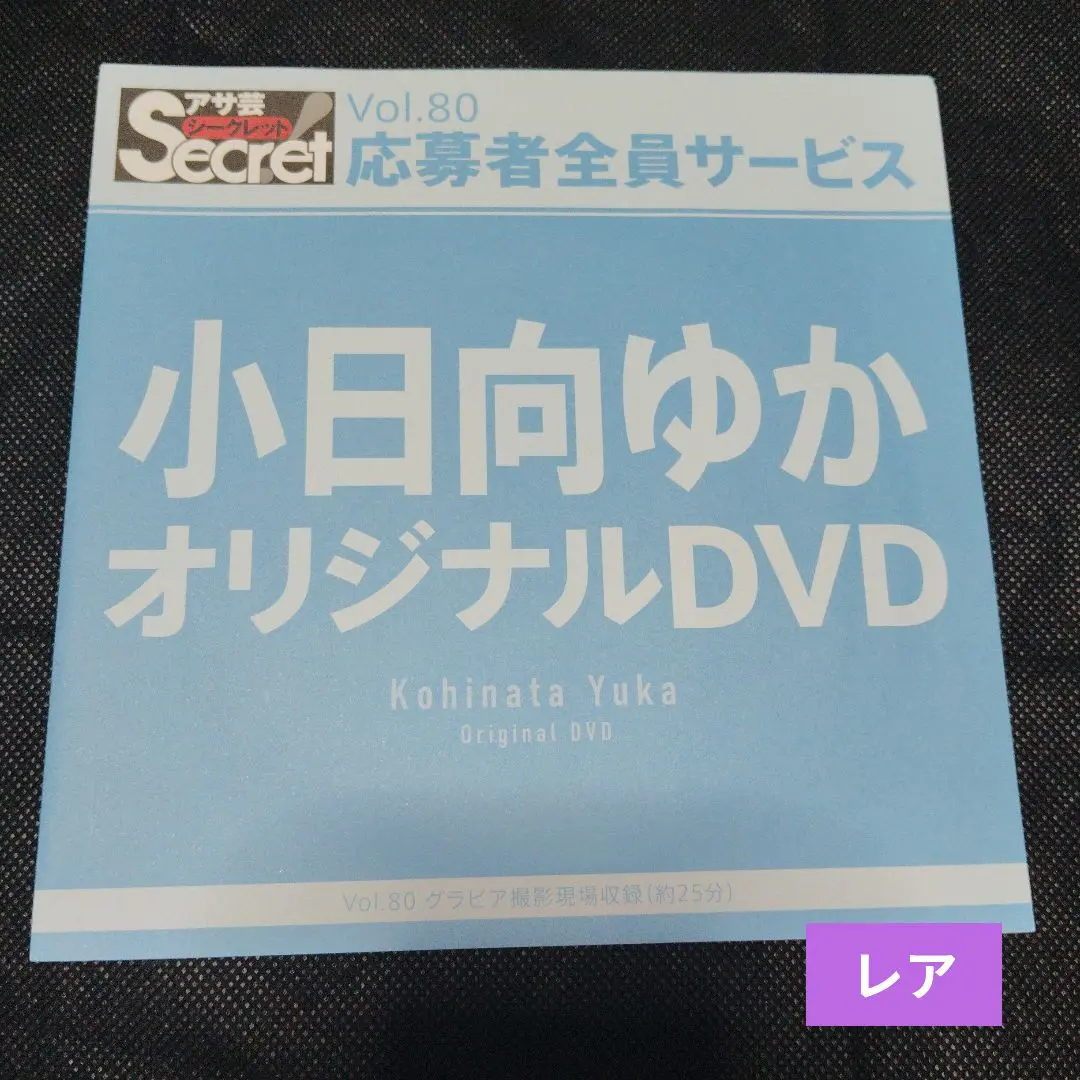 アサ芸
シークレット!
Secret
Vol.80
応募者全員サービス
小日向ゆか
オリジナルDVD
Kohinata Yuka
Original DVD
Vol.80 グラビア撮影現場収録(約25分)
レア